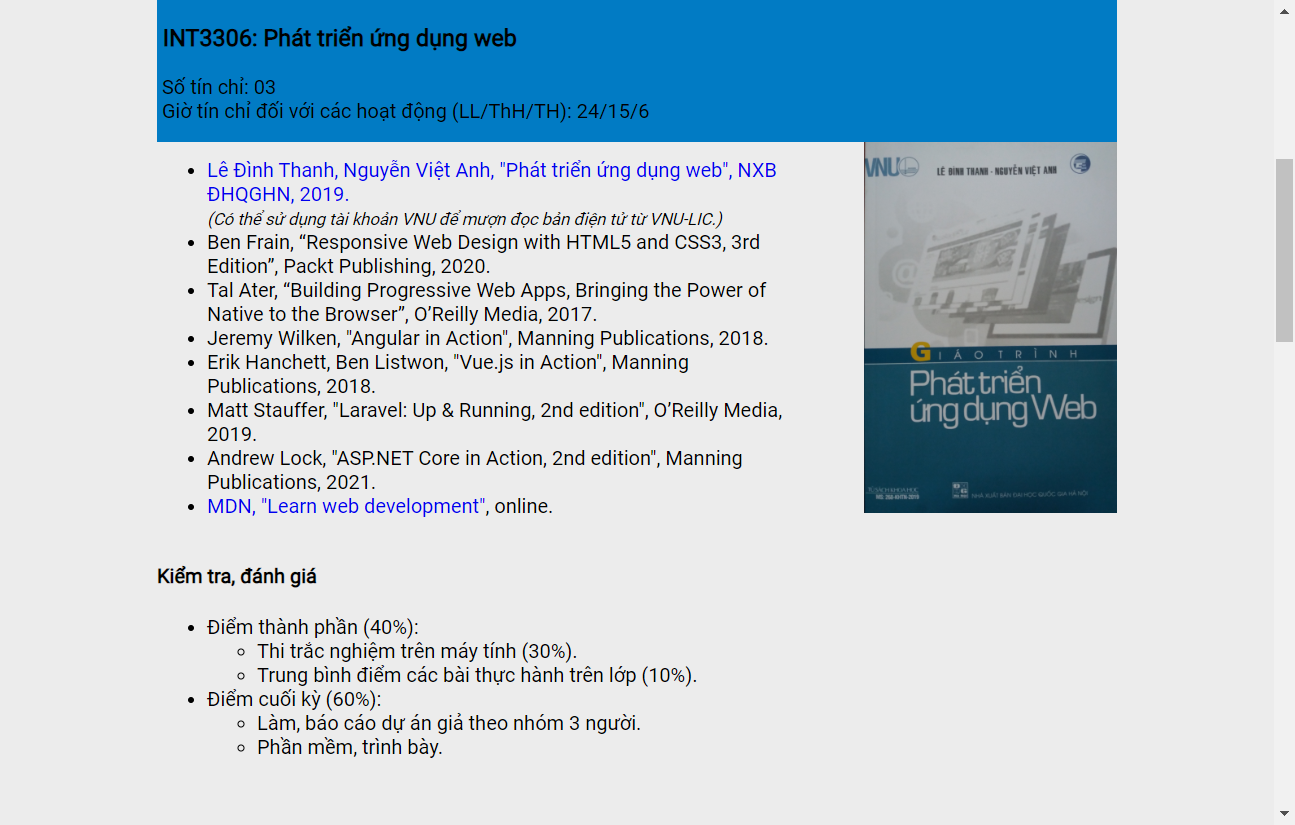 INT3306: Phát triển ứng dụng web
Số tín chỉ: 03
Giờ tín chỉ đối với các hoạt động (LL/ThH/TH): 24/15/6
Lê Đình Thanh, Nguyễn Việt Anh, "Phát triển ứng dụng web", NXB
ĐHQGHN, 2019.
(Có thể sử dụng tài khoản VNU để mượn đọc bản điện tử từ VNU-LIC.)
Ben Frain, “Responsive Web Design with HTML5 and CSS3, 3rd
Edition”, Packt Publishing, 2020.
Tal Ater, “Building Progressive Web Apps, Bringing the Power of
Native to the Browser”, O’Reilly Media, 2017.
Jeremy Wilken, "Angular in Action", Manning Publications, 2018.
Erik Hanchett, Ben Listwon, "Vue.js in Action", Manning
Publications, 2018.
Matt Stauffer, "Laravel: Up & Running, 2nd edition", O’Reilly Media,
2019.
Andrew Lock, "ASP.NET Core in Action, 2nd edition", Manning
Publications, 2021.
MDN, "Learn web development", online.
VNU
LÊ ĐÌNH THANH - NGUYỄN VIỆT ANH
GIÁO TRÌNH
Phát triển
ứng dụng Web
TỦ SÁCH KHOA HỌC
NHÀ XUẤT BẢN ĐẠI HỌC QUỐC GIA HÀ NỘI
Kiểm tra, đánh giá
Điểm thành phần (40%):
Thi trắc nghiệm trên máy tính (30%).
Trung bình điểm các bài thực hành trên lớp (10%).
Điểm cuối kỳ (60%):
Làm, báo cáo dự án giả theo nhóm 3 người.
Phần mềm, trình bày.